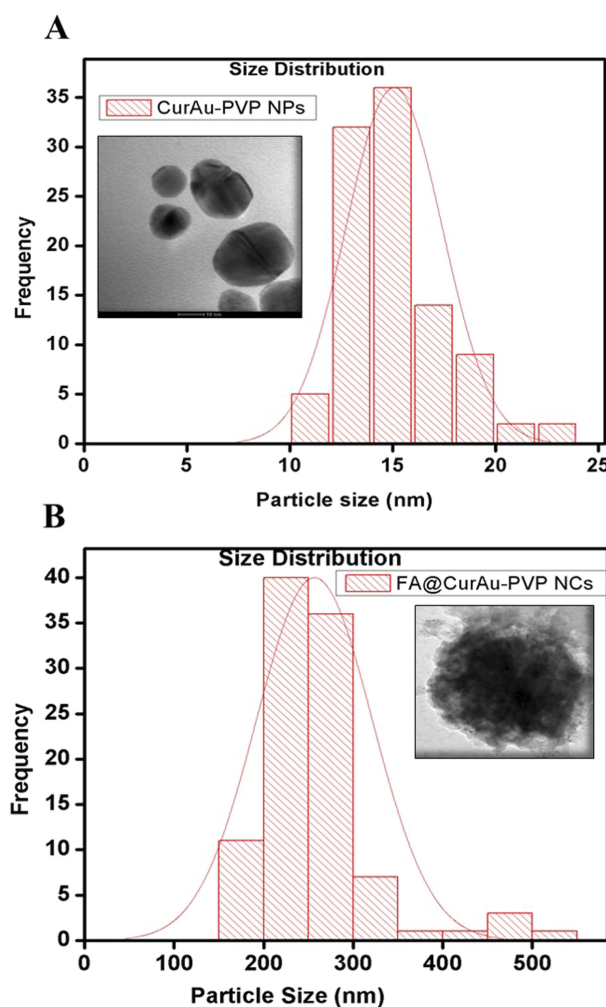 A
Size Distribution
CurAu-PVP NPs
35
30
25
20
15
10
5
0
Frequency
10 nm
0 5 10 15 20 25
Particle size (nm)
B
Size Distribution
FA@CurAu-PVP NCs
40
35
30
25
20
15
10
5
0
Frequency
0 100 200 300 400 500
Particle Size (nm)